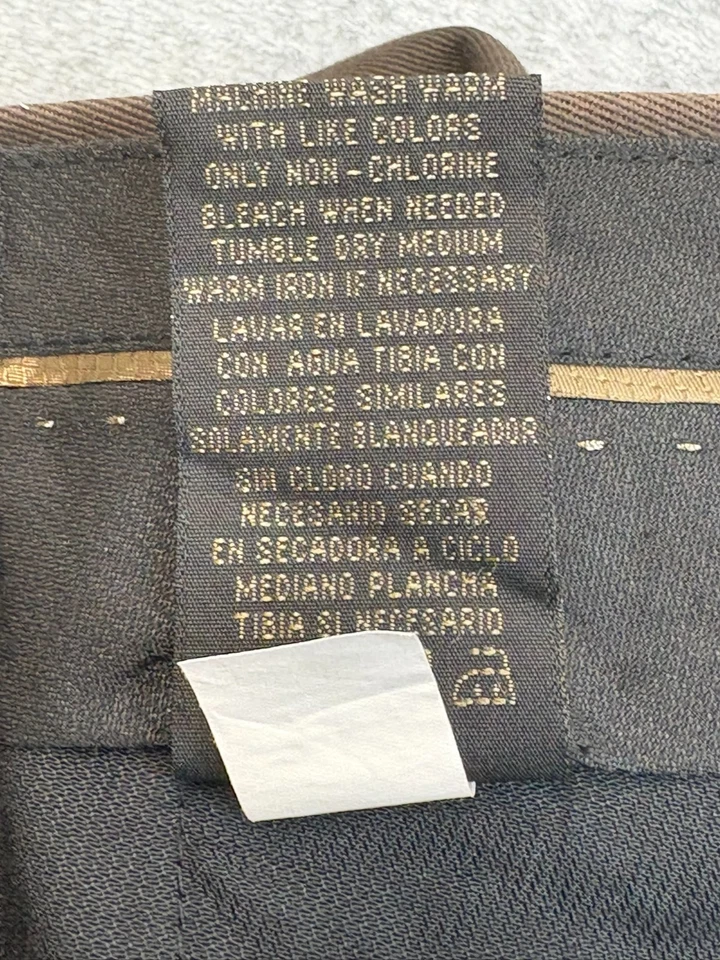 MACHINE WASH WARM
WITH LIKE COLORS
ONLY NON-CHLORINE
BLEACH WHEN NEEDED
TUMBLE DRY MEDIUM
WARM IRON IF NECESSARY
LAVAR EN LAVADORA
CON AGUA TIBIA CON
COLORES SIMILARES
SOLAMENTE BLANQUEADOR
SIN CLORO CUANDO
NECESARIO SECAR
EN SECADORA A CICLO
MEDIANO PLANCHA
TIBIA SI NECESARIO